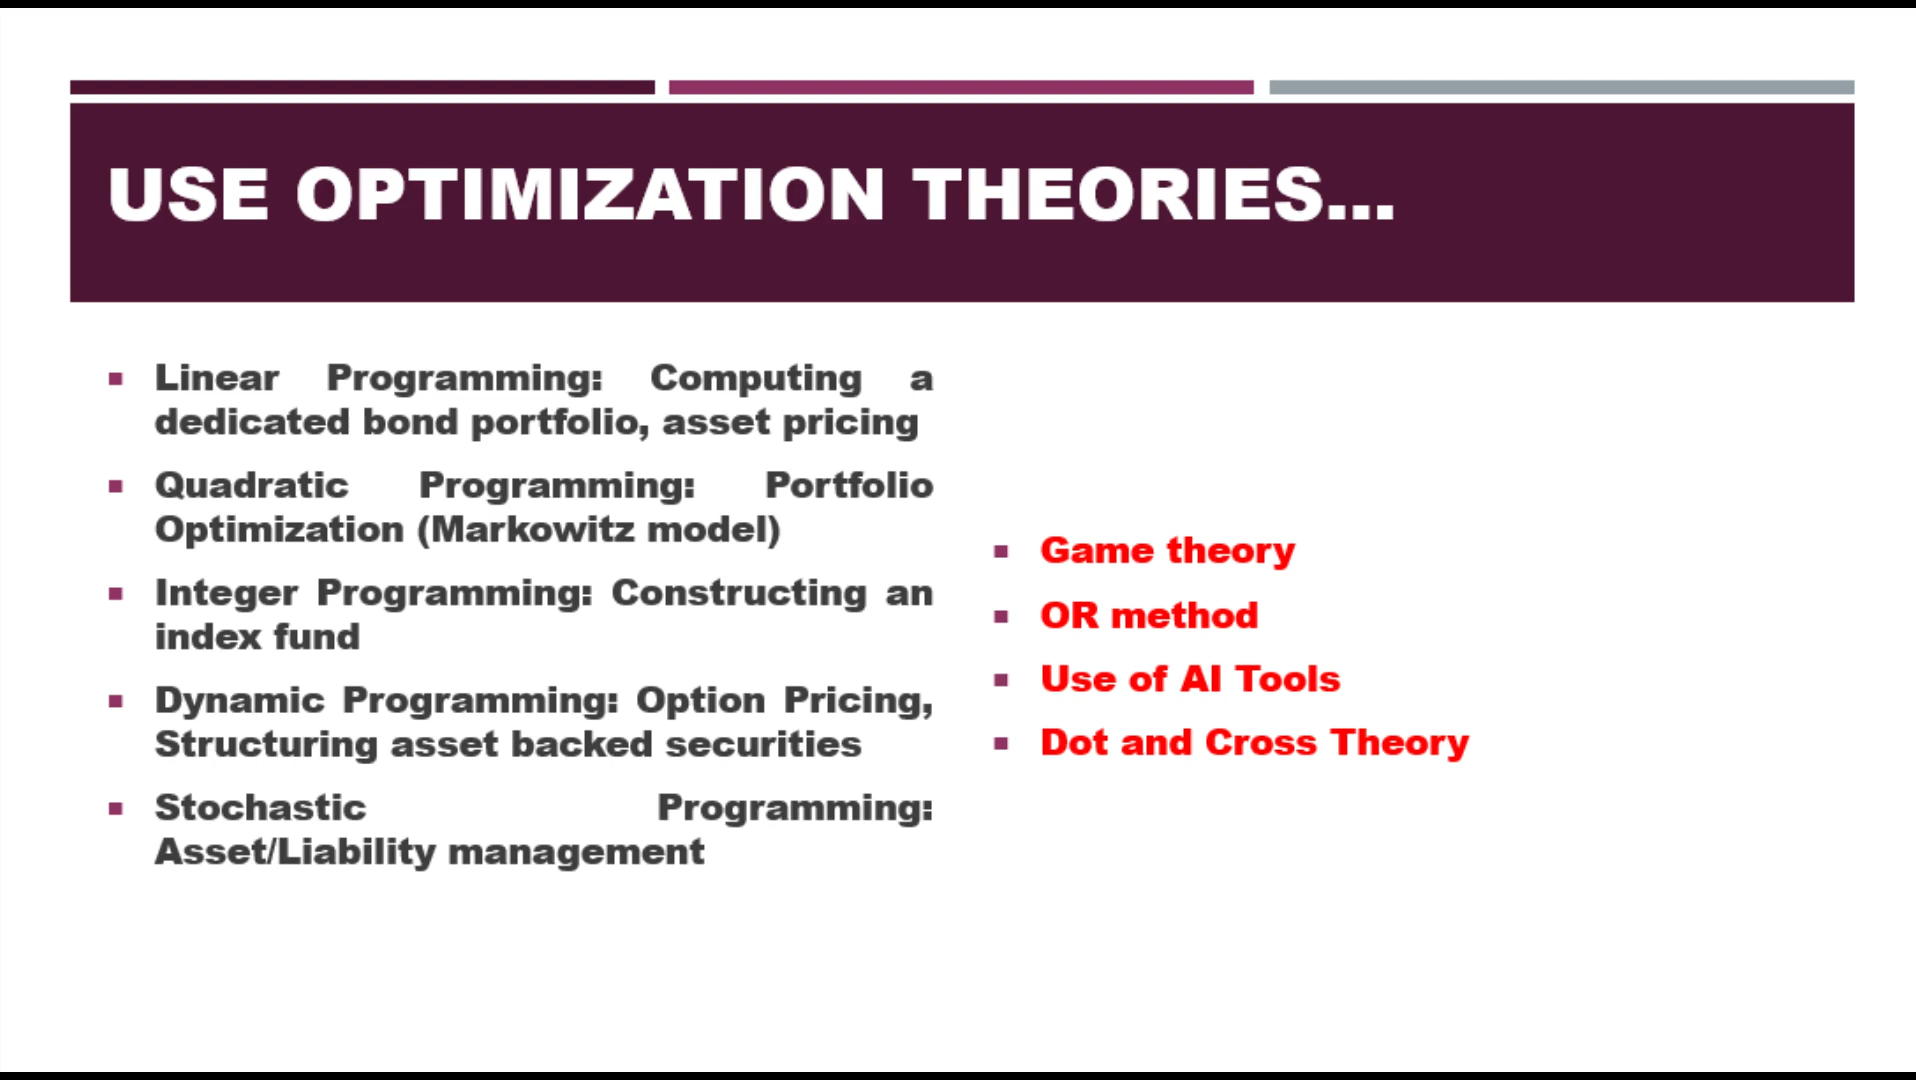 USE OPTIMIZATION THEORIES...
Linear Programming: Computing a
dedicated bond portfolio, asset pricing
Quadratic Programming: Portfolio
Optimization (Markowitz model)
Integer Programming: Constructing an
index fund
Dynamic Programming: Option Pricing,
Structuring asset backed securities
Stochastic Programming:
Asset/Liability management
Game theory
OR method
Use of AI Tools
Dot and Cross Theory